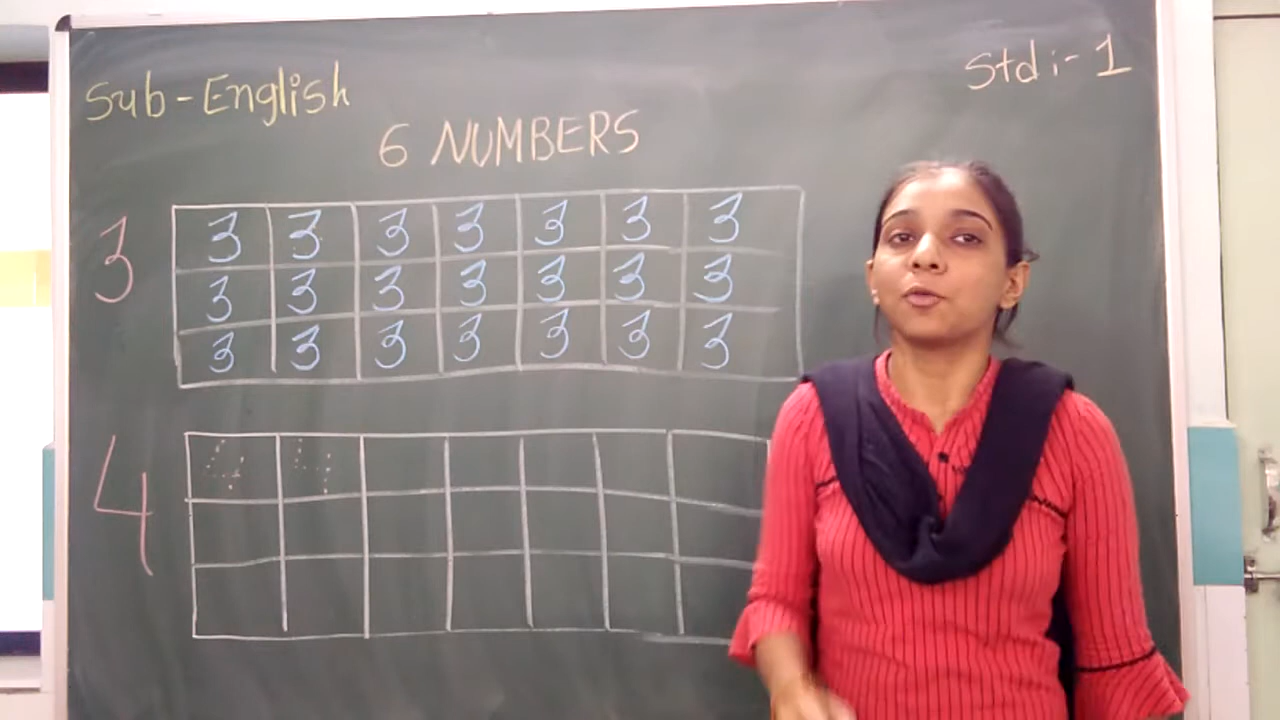 Sub-English
Std:-1
6 NUMBERS
3
3 3 3 3 3 3 3
3 3 3 3 3 3 3
3 3 3 3 3 3 3
4
4 4